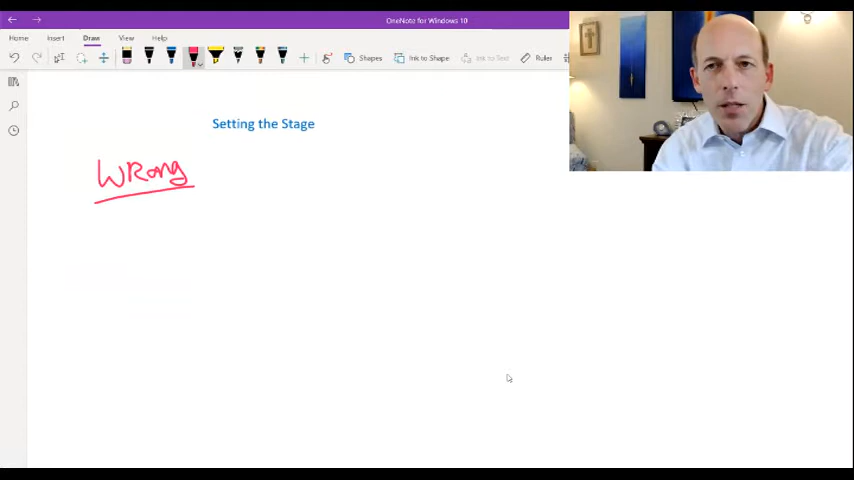 OneNote for Windows 10
Home Insert Draw View Help
Shapes Ink to Shape Ink to Text Ruler
Setting the Stage
WRong